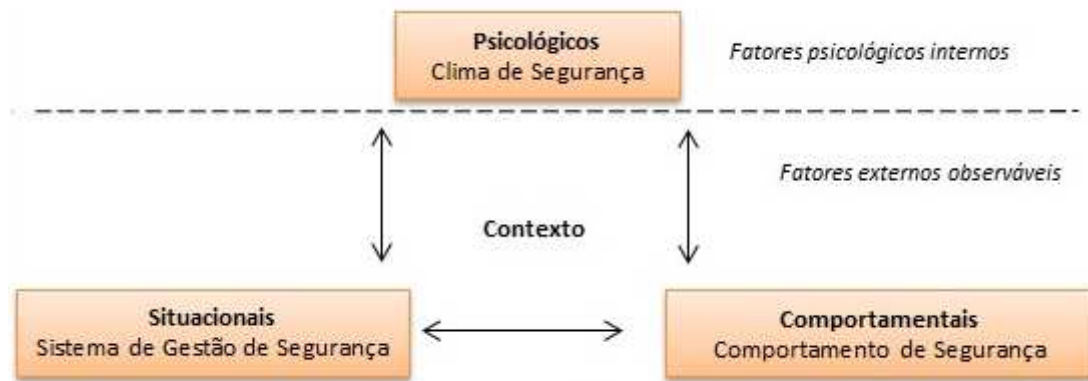 Psicológicos
Clima de Segurança
Fatores psicológicos internos
Fatores externos observáveis
Contexto
Situacionais
Sistema de Gestão de Segurança
Comportamentais
Comportamento de Segurança